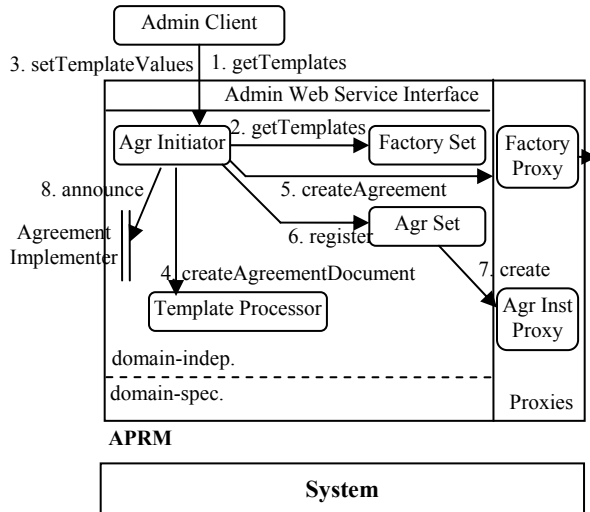 Admin Client
3. setTemplateValues
1. getTemplates
Admin Web Service Interface
2. getTemplates
Agr Initiator
Factory Set
Factory
Proxy
8. announce
5. createAgreement
Agreement
Implementer
6. register
Agr Set
4. createAgreementDocument
7. create
Template Processor
Agr Inst
Proxy
domain-indep.
domain-spec.
Proxies
APRM
System